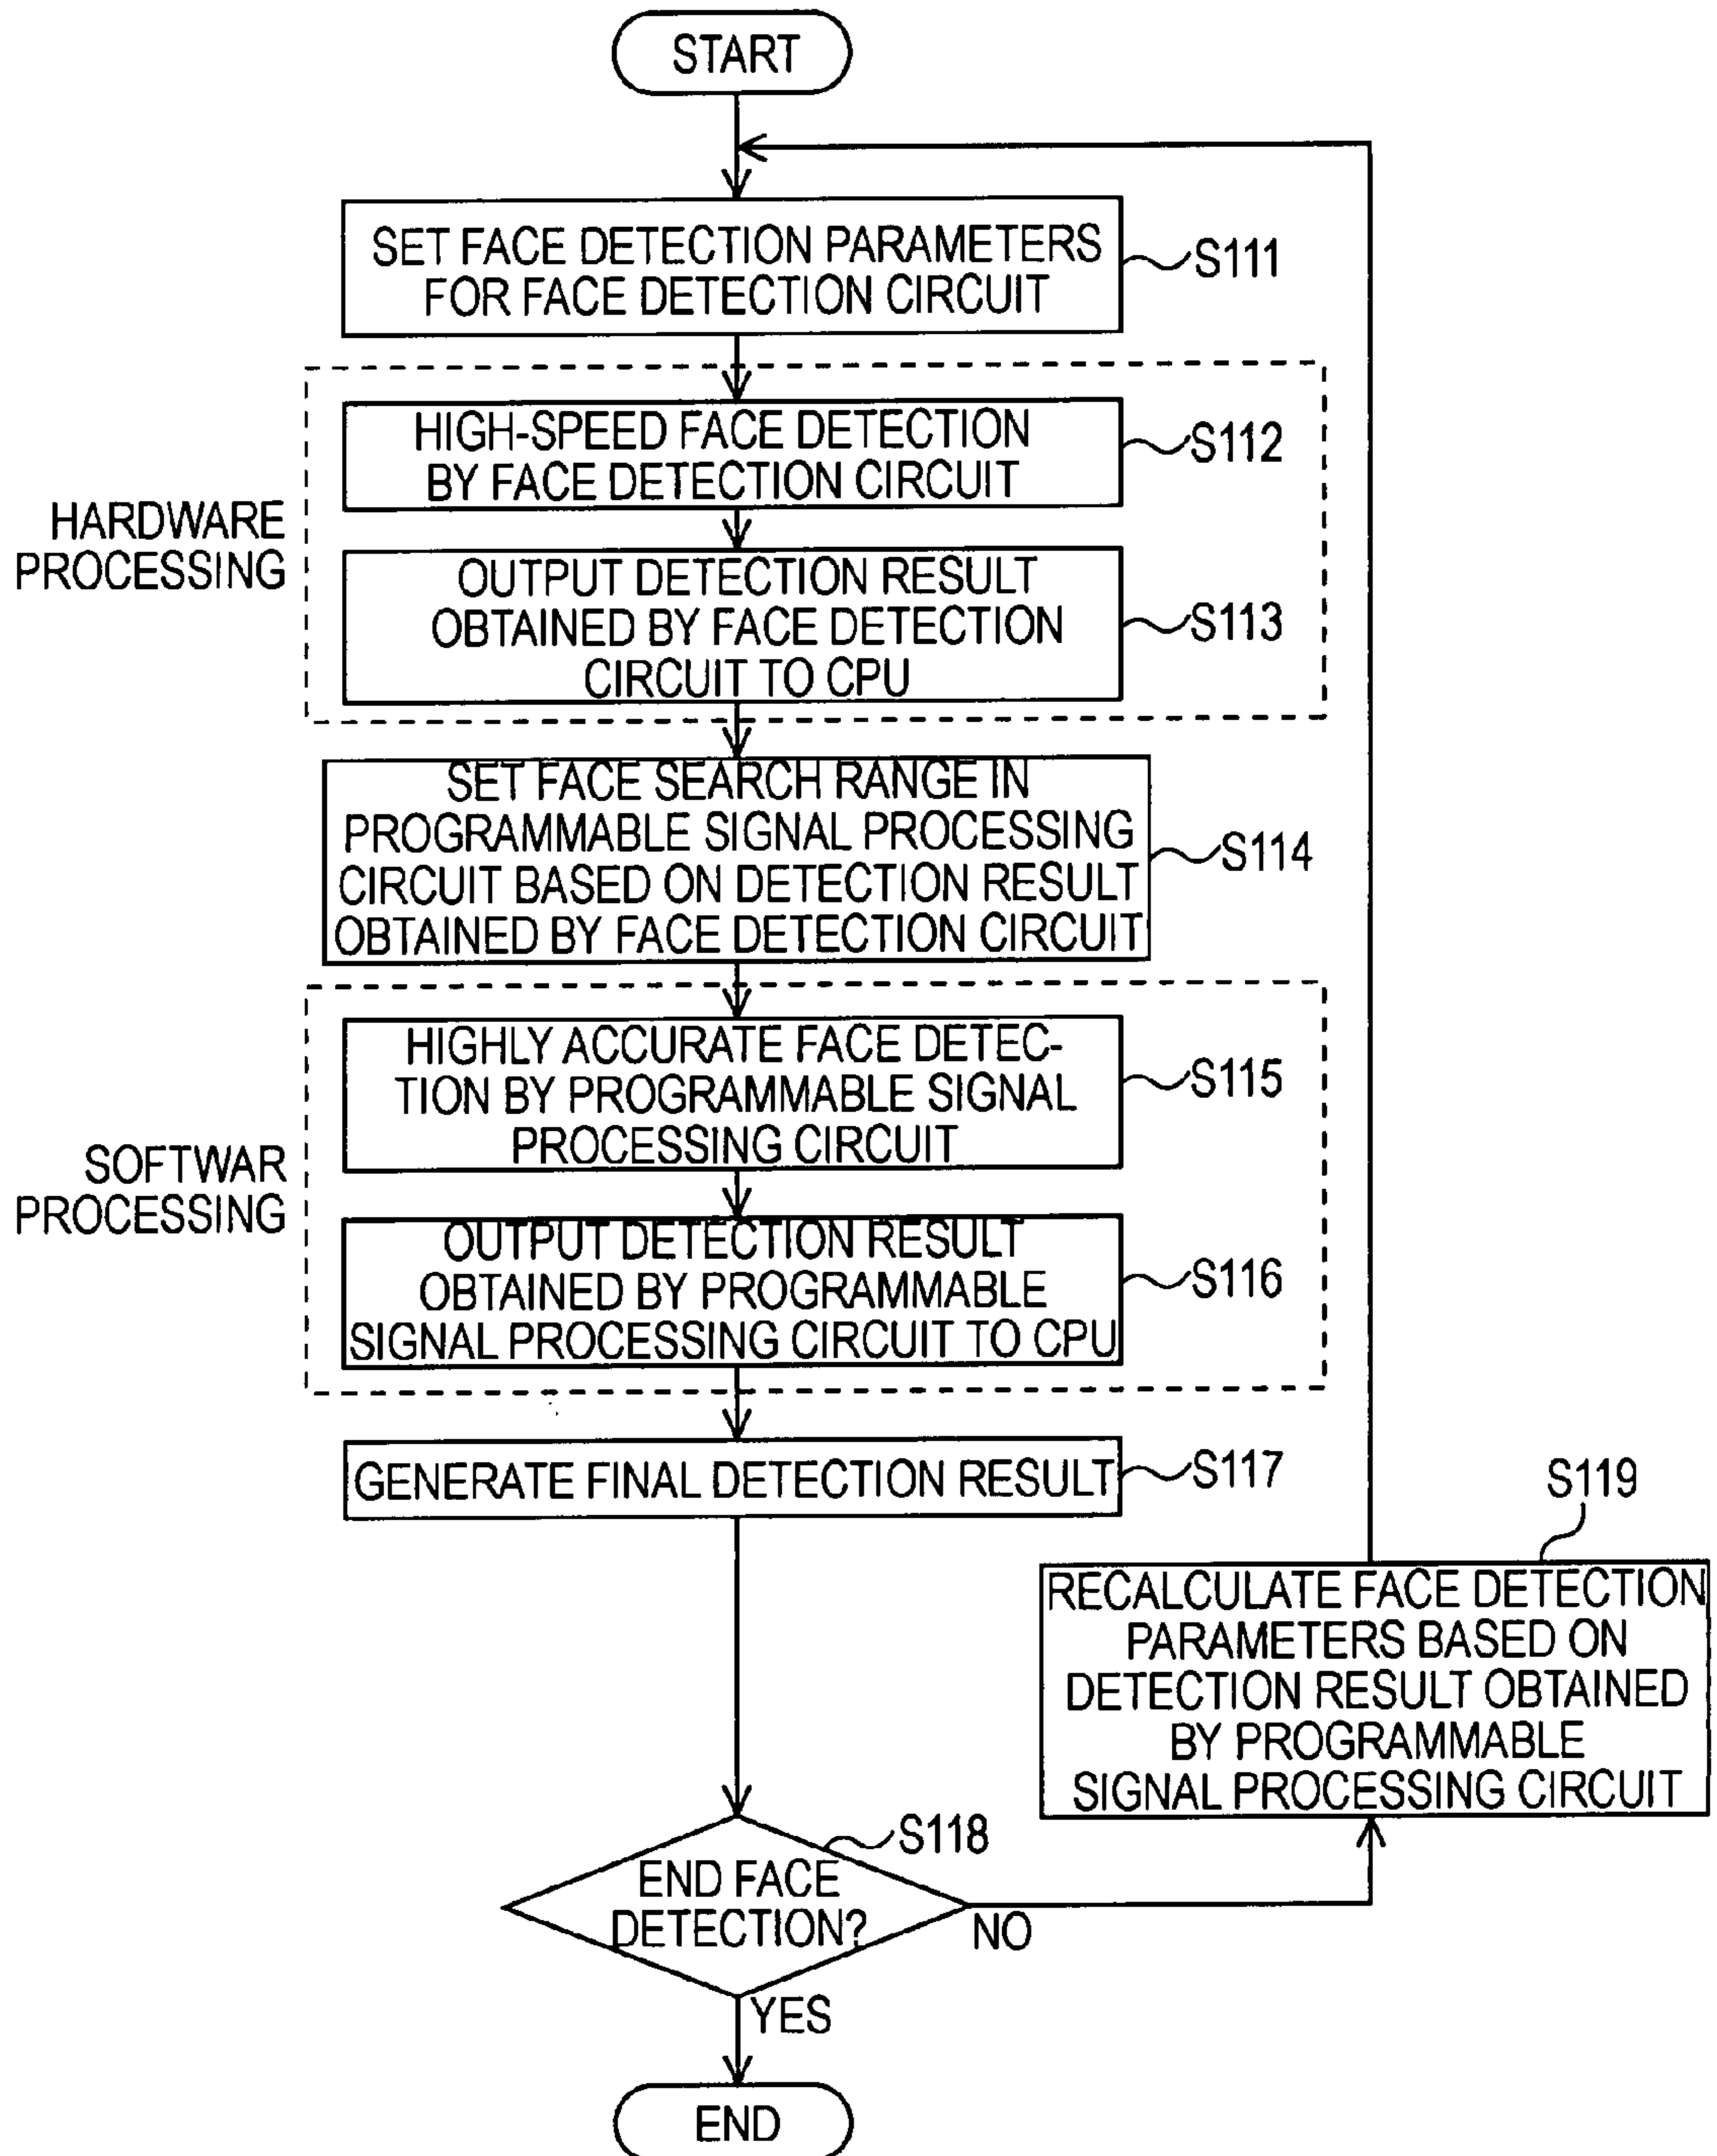 START
SET FACE DETECTION PARAMETERS
FOR FACE DETECTION CIRCUIT
S111
HARDWARE
PROCESSING
HIGH-SPEED FACE DETECTION
BY FACE DETECTION CIRCUIT
S112
OUTPUT DETECTION RESULT
OBTAINED BY FACE DETECTION
CIRCUIT TO CPU
S113
SET FACE SEARCH RANGE IN
PROGRAMMABLE SIGNAL PROCESSING
CIRCUIT BASED ON DETECTION RESULT
OBTAINED BY FACE DETECTION CIRCUIT
S114
SOFTWAR
PROCESSING
HIGHLY ACCURATE FACE DETEC-
TION BY PROGRAMMABLE SIGNAL
PROCESSING CIRCUIT
S115
OUTPUT DETECTION RESULT
OBTAINED BY PROGRAMMABLE
SIGNAL PROCESSING CIRCUIT TO CPU
S116
GENERATE FINAL DETECTION RESULT
S117
S119
RECALCULATE FACE DETECTION
PARAMETERS BASED ON
DETECTION RESULT OBTAINED
BY PROGRAMMABLE
SIGNAL PROCESSING CIRCUIT
S118
END FACE
DETECTION?
NO
YES
END